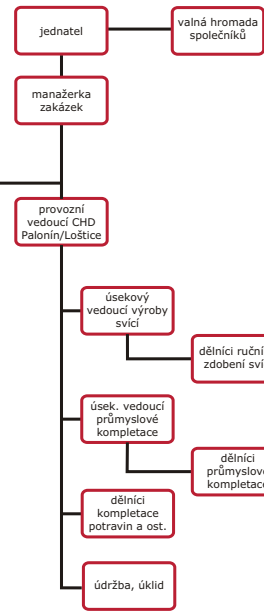 jednatel
valná hromada
společníků
manažerka
zakázek
provozní
vedoucí CHD
Palonín/Loštice
úsekový
vedoucí výroby
svící
dělníci ruční
zdobení sví
úsek. vedoucí
průmyslové
kompletace
dělníci
průmyslové
kompletace
dělníci
kompletace
potravin a ost.
údržba, úklid